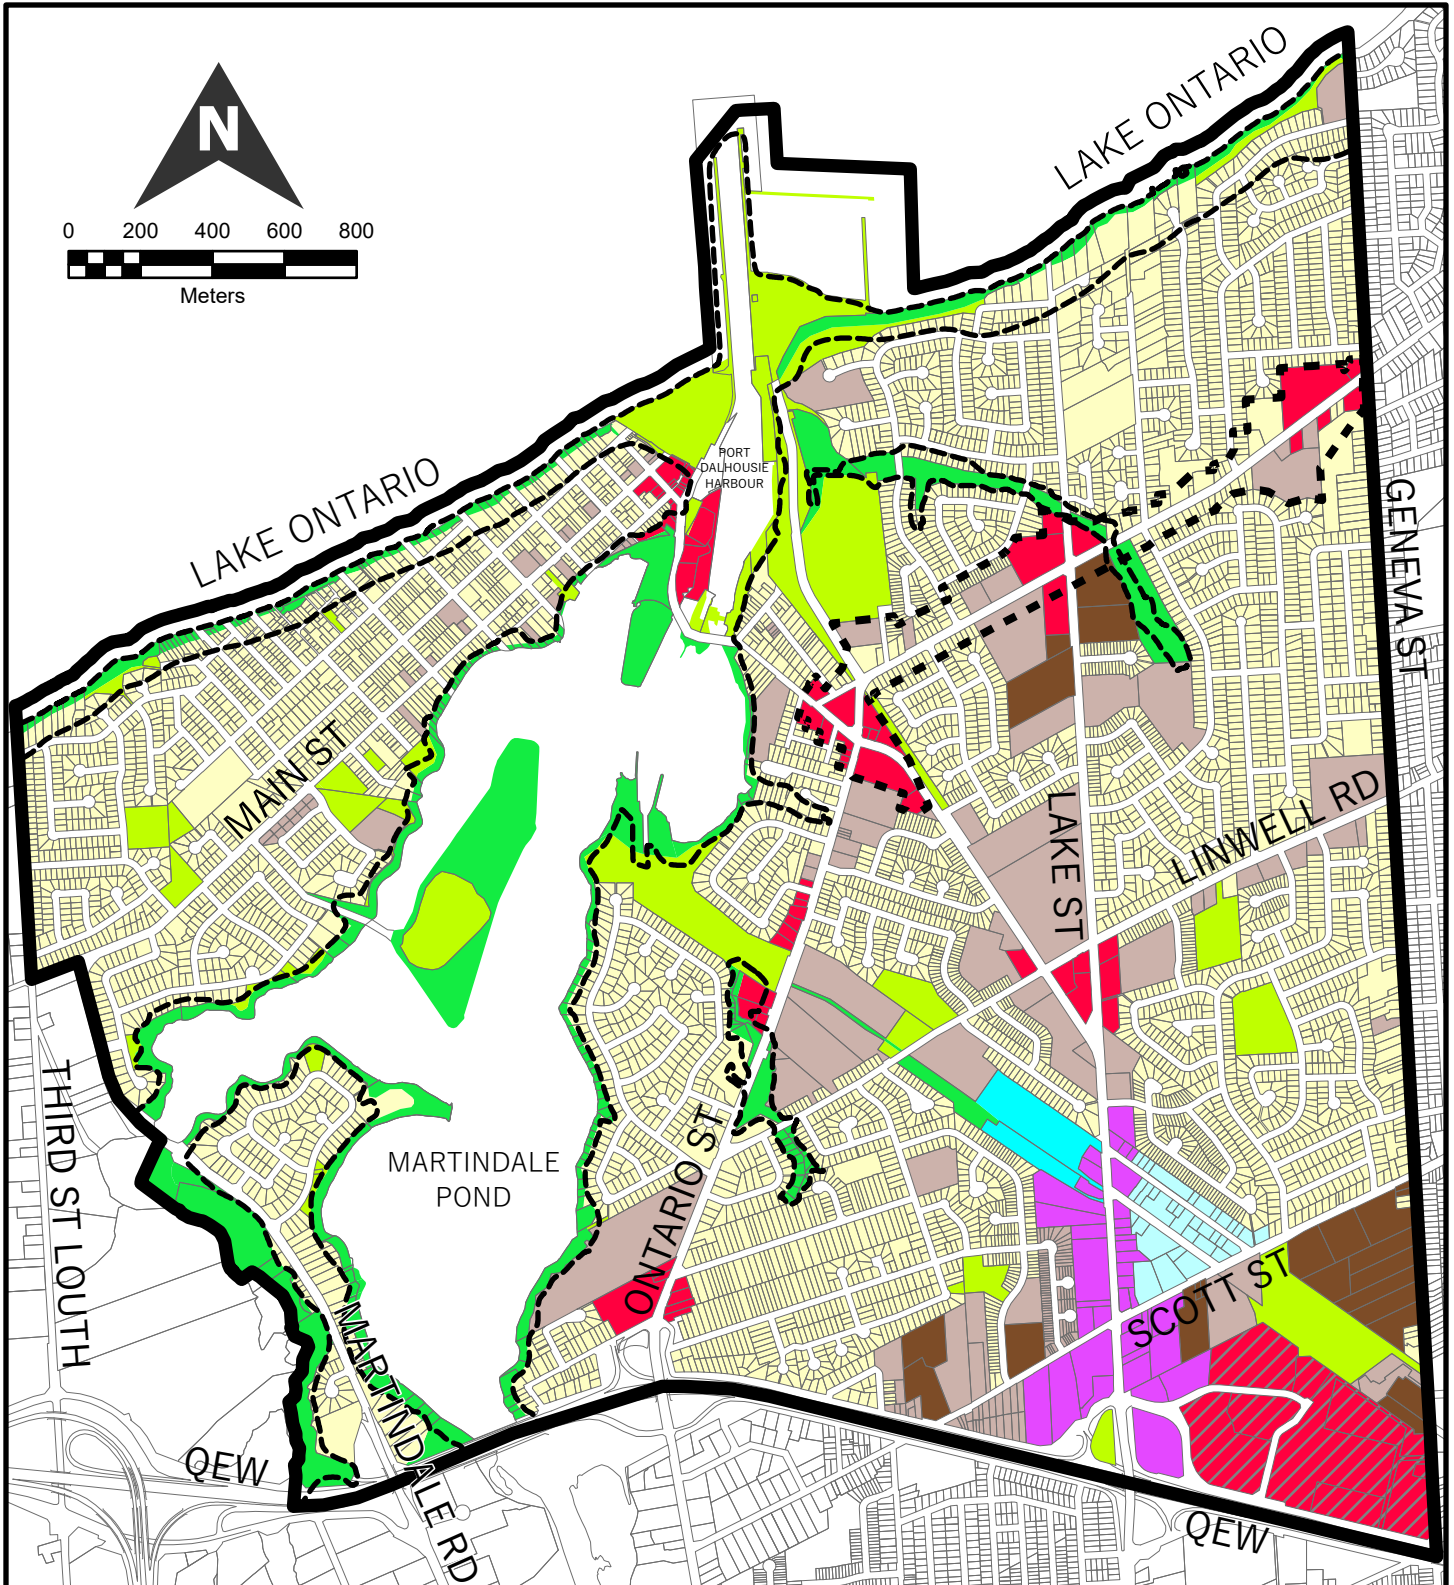 LAKE ONTARIO
N
0 200 400 600 800
Meters
PORT
DALHOUSIE
HARBOUR
LAKE ONTARIO
GENEVA ST
MAIN ST
LINWELL RD
LAKE ST
THIRD ST LOUTH
MARTINDALE
POND
ONTARIO ST
SCOTT ST
MARTINDALE RD
QEW
QEW